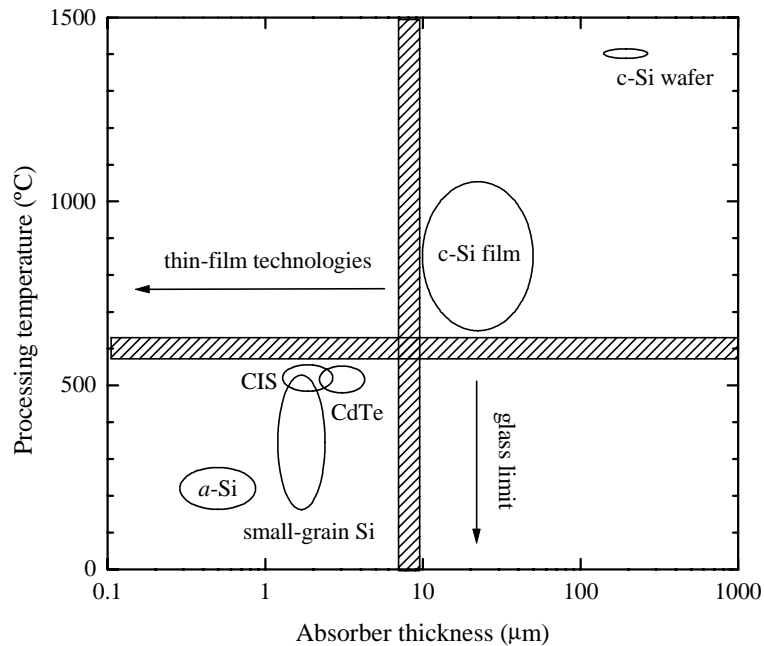 1500
c-Si wafer
Processing temperature (ºC)
1000
c-Si film
thin-film technologies
500
CIS
CdTe
glass limit
a-Si
small-grain Si
0
0.1 1 10 100 1000
Absorber thickness (μm)